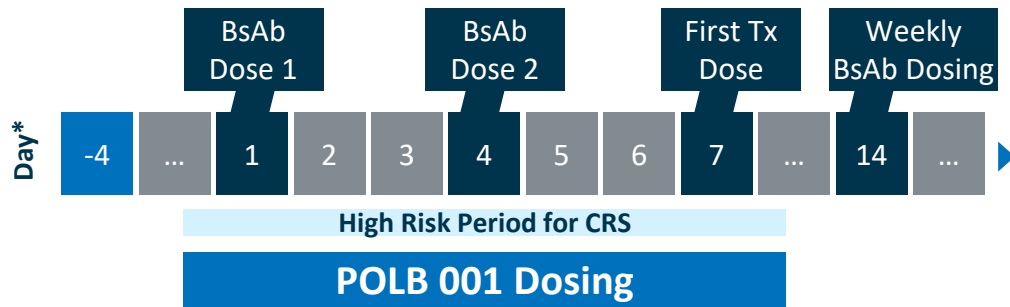 BsAb
Dose 1
BsAb
Dose 2
First Tx
Dose
Weekly
BsAb Dosing
Day*
-4 ... 1 2 3 4 5 6 7 ... 14 ...
High Risk Period for CRS
POLB 001 Dosing